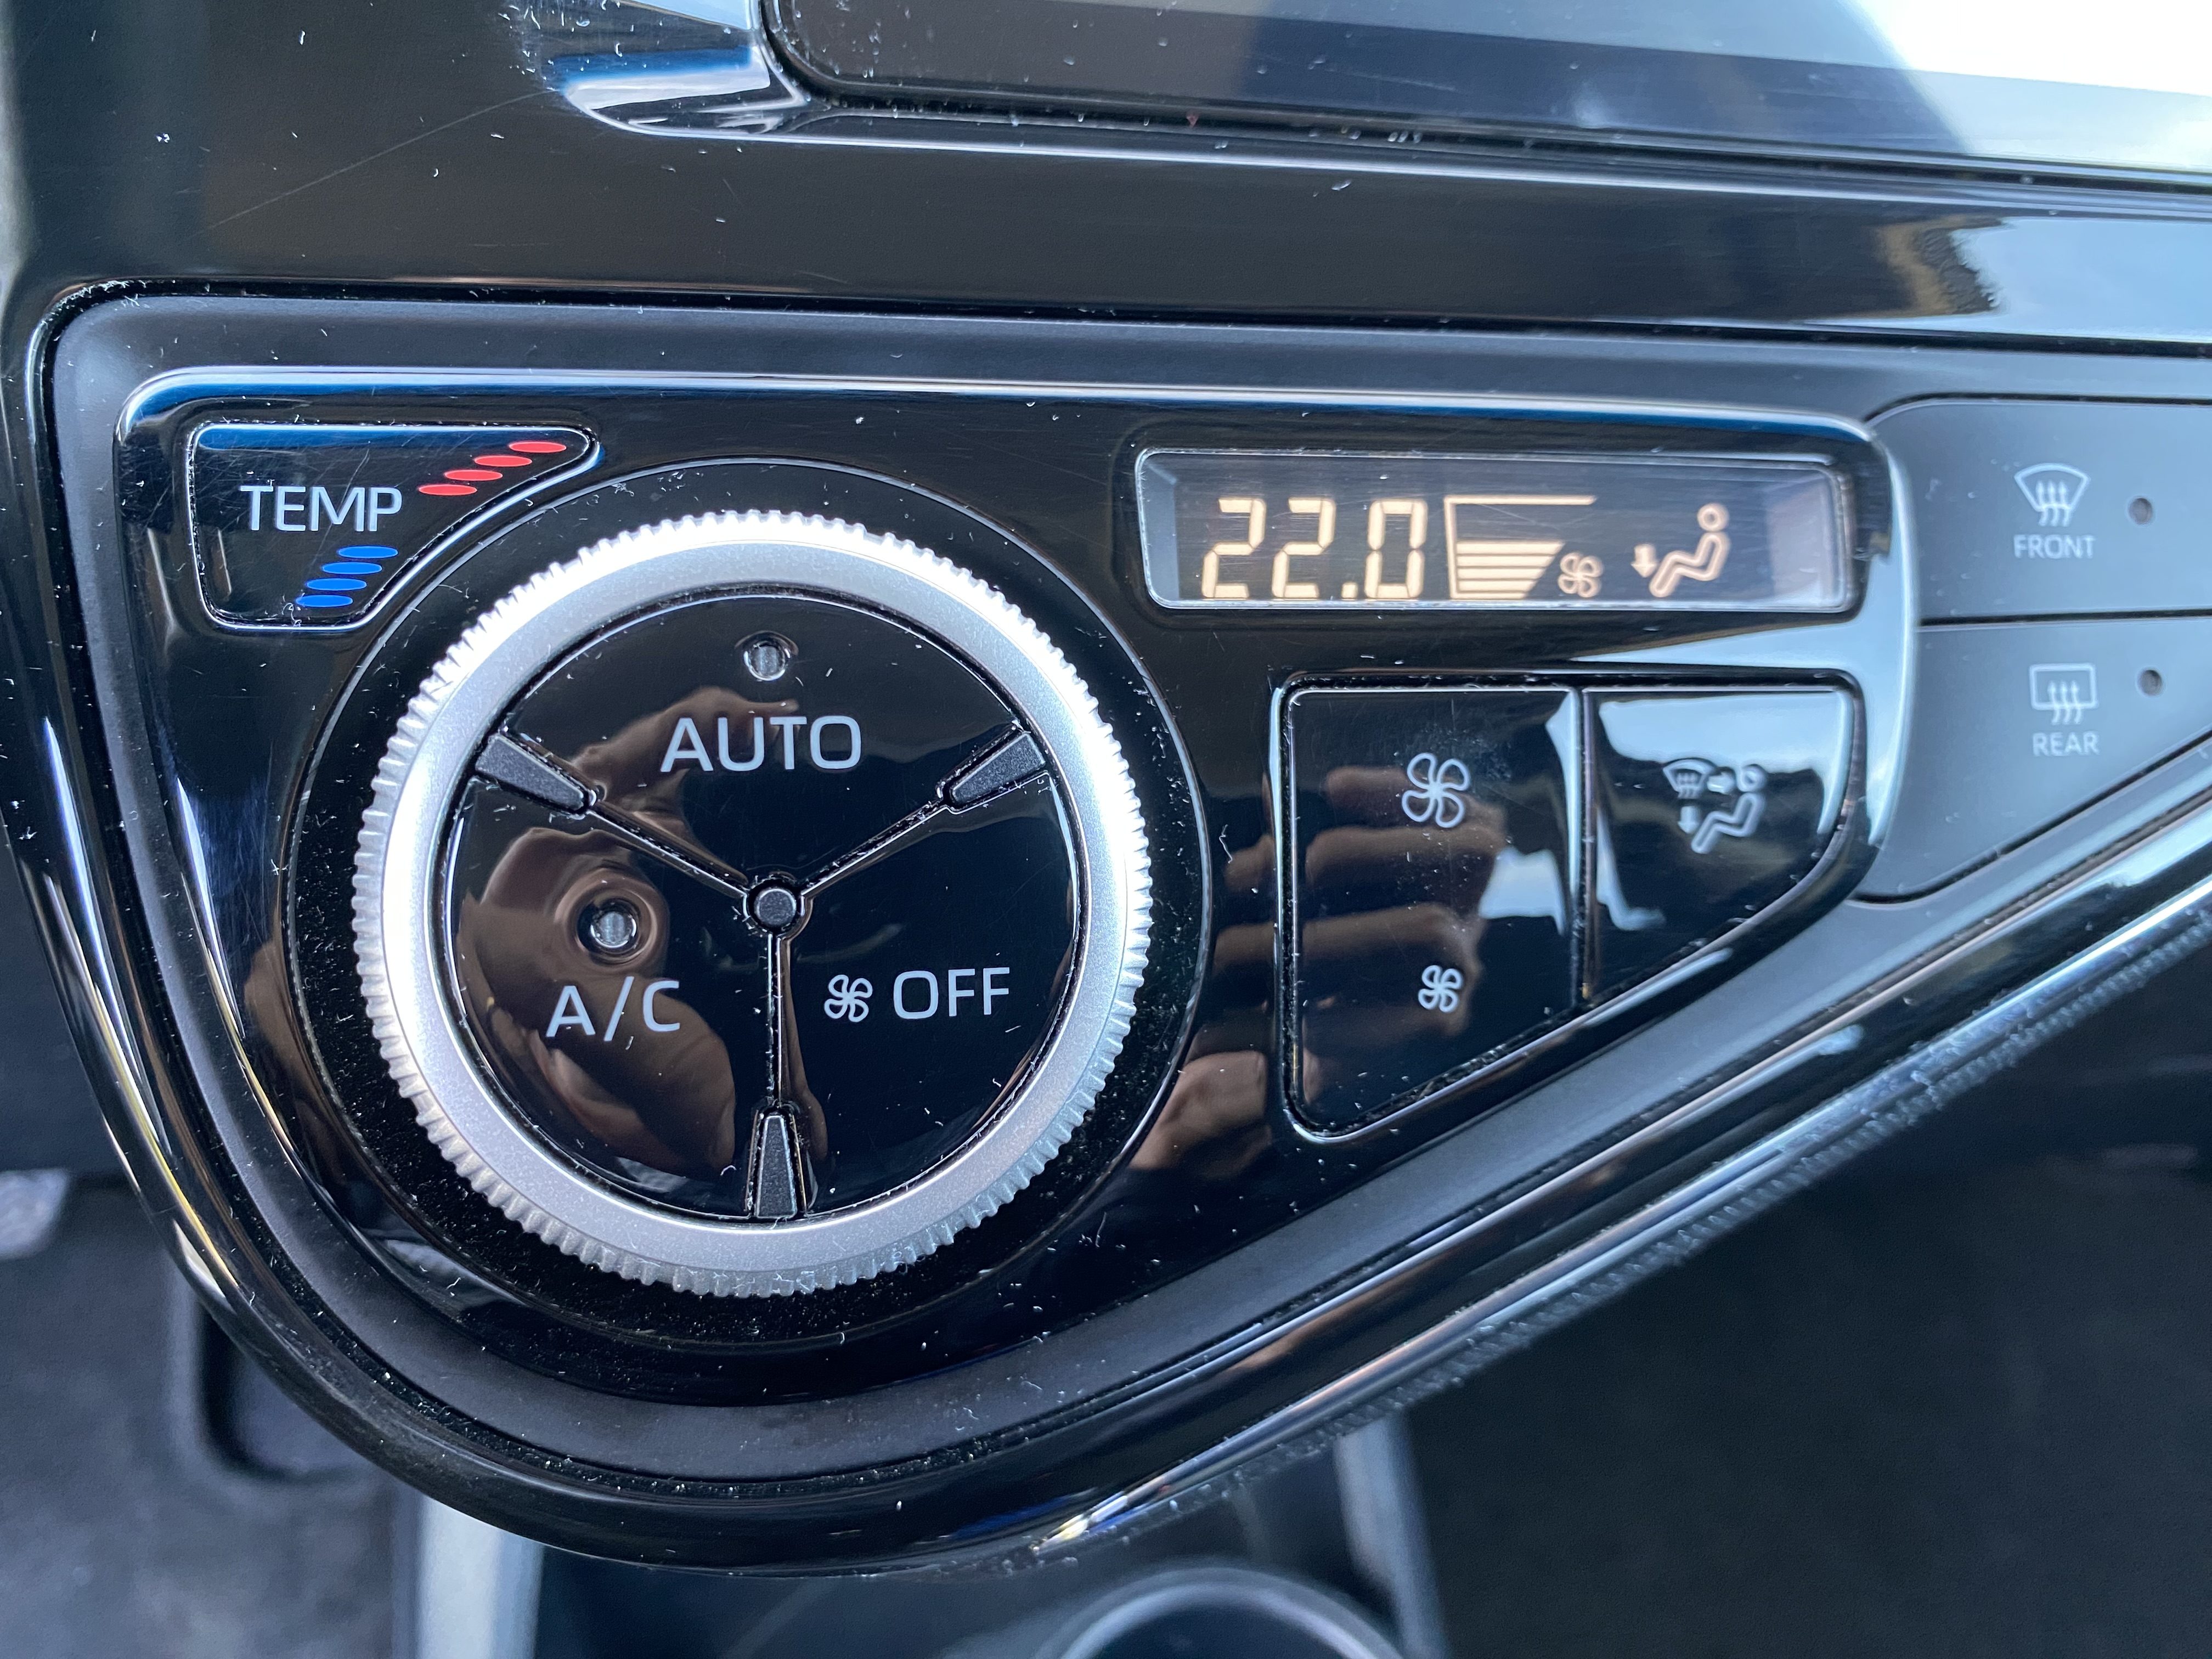 TEMP
22.0
FRONT
REAR
AUTO
A/C
OFF